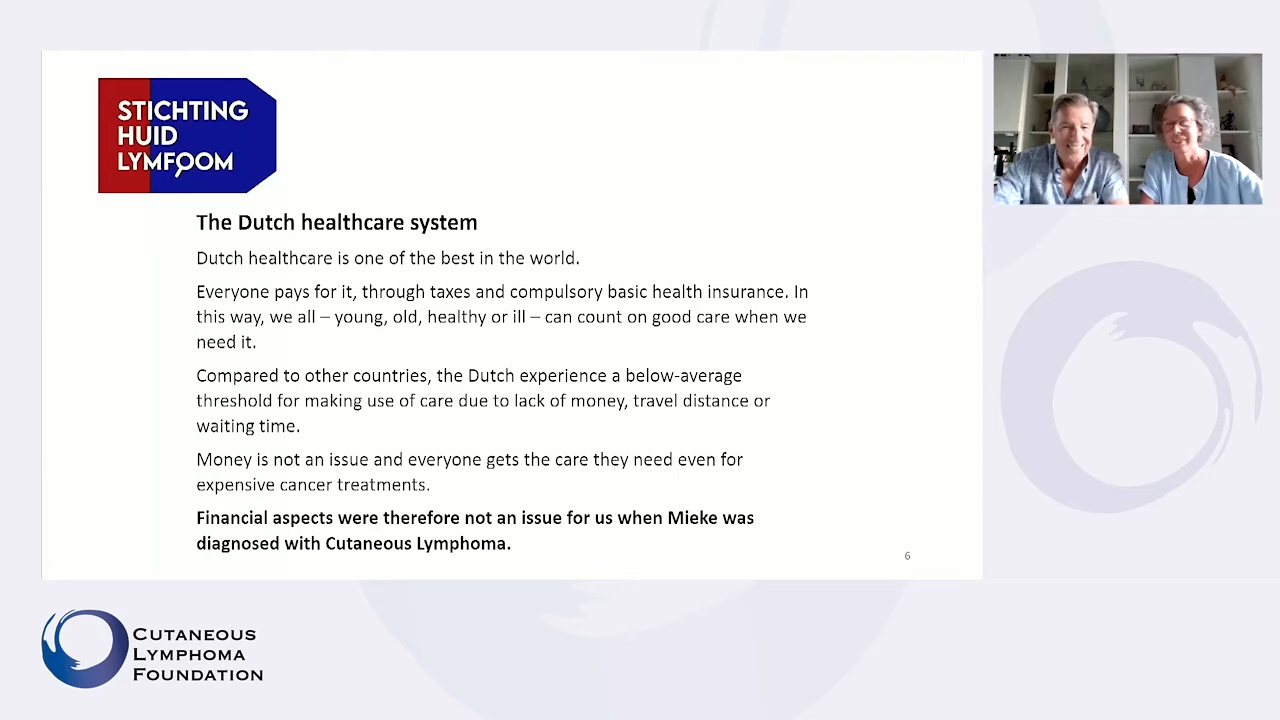 STICHTING
HUID
LYMFOOM
The Dutch healthcare system
Dutch healthcare is one of the best in the world.
Everyone pays for it, through taxes and compulsory basic health insurance. In
this way, we all – young, old, healthy or ill – can count on good care when we
need it.
Compared to other countries, the Dutch experience a below-average
threshold for making use of care due to lack of money, travel distance or
waiting time.
Money is not an issue and everyone gets the care they need even for
expensive cancer treatments.
Financial aspects were therefore not an issue for us when Mieke was
diagnosed with Cutaneous Lymphoma.
6
CUTANEOUS
LYMPHOMA
FOUNDATION